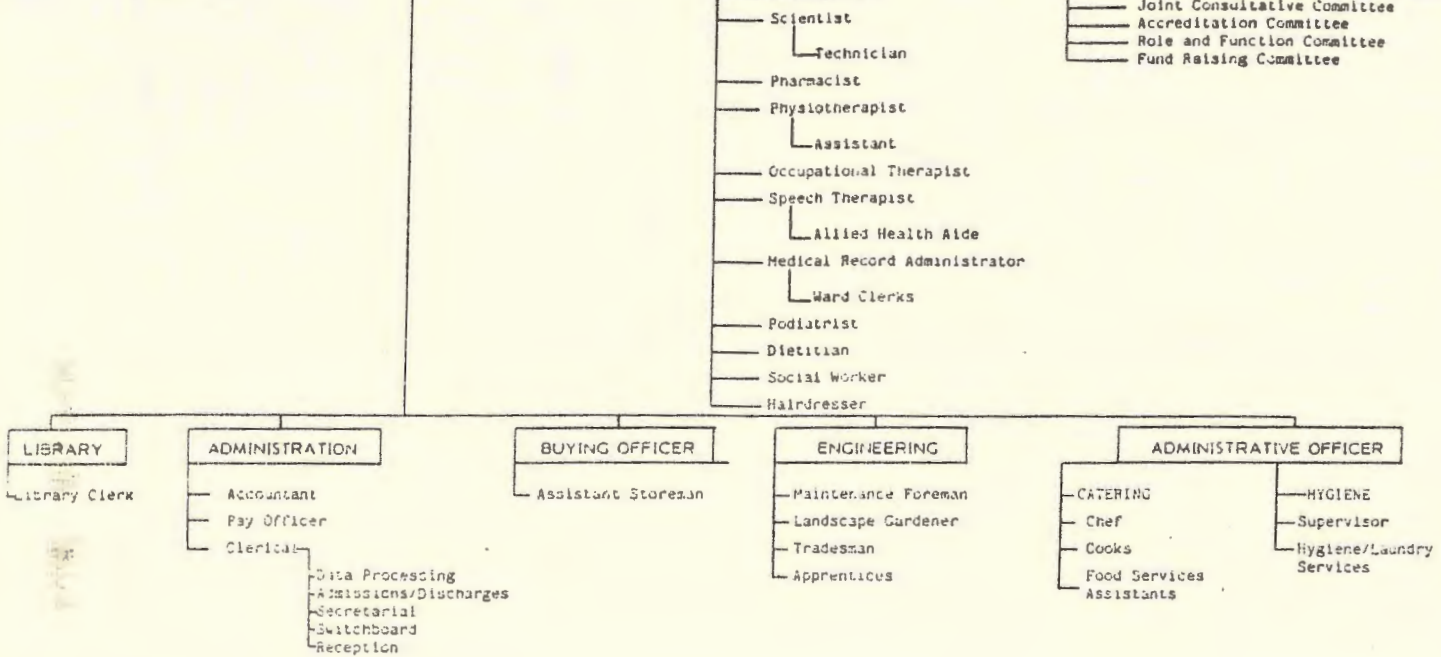 Joint Consultative Committee
Accreditation Committee
Role and Function Committee
Fund Raising Committee
Scientist
Technician
Pharmacist
Physiotherapist
Assistant
Occupational Therapist
Speech Therapist
Allied Health Aide
Medical Record Administrator
Ward Clerks
Podiatrist
Dietitian
Social Worker
Hairdresser
LIBRARY
Library Clerk
ADMINISTRATION
Accountant
Pay Officer
Clerical
Data Processing
Admissions/Discharges
Secretarial
Switchboard
Reception
BUYING OFFICER
Assistant Storeman
ENGINEERING
Maintenance Foreman
Landscape Gardener
Tradesman
Apprentices
ADMINISTRATIVE OFFICER
CATERING
Chef
Cooks
Food Services
Assistants
HYGIENE
Supervisor
Hygiene/Laundry
Services